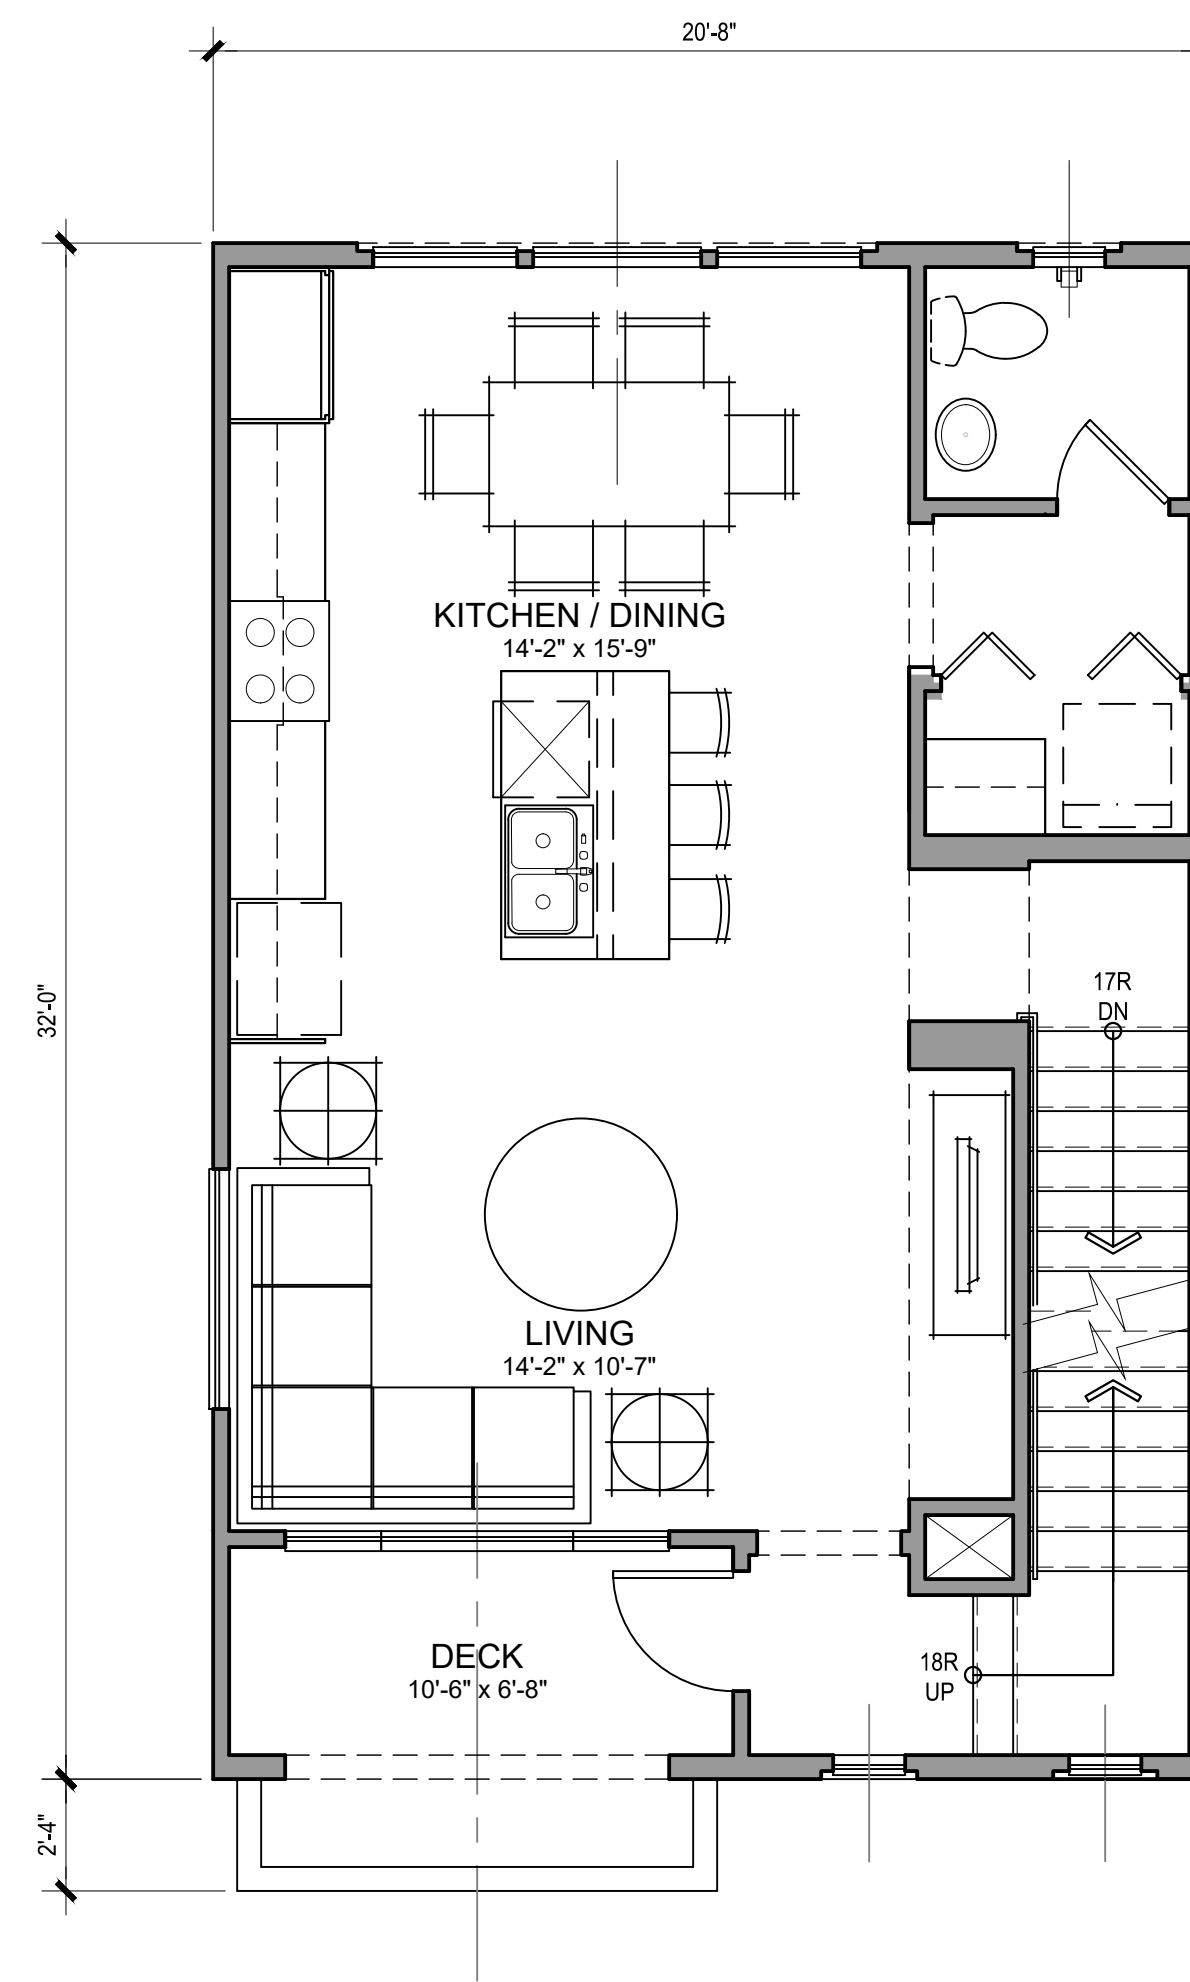 20'-8"
KITCHEN / DINING
14'-2" x 15'-9"
17R
DN
32'-0"
LIVING
14'-2" x 10'-7"
DECK
10'-6" x 6'-8"
18R
UP
2'-4"